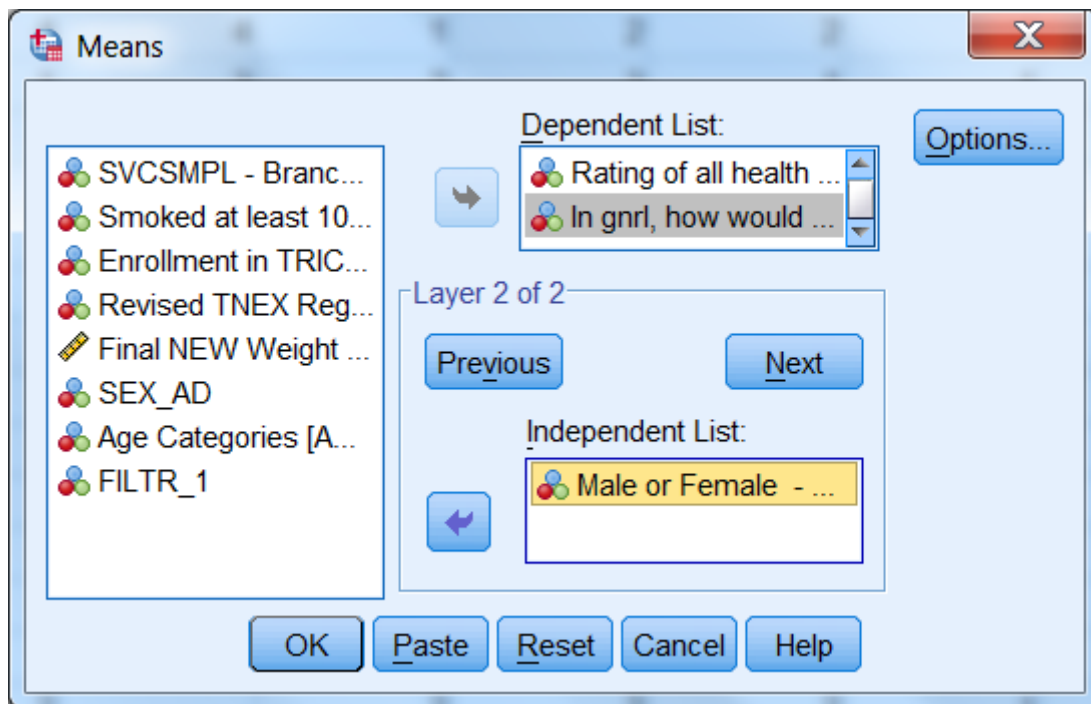 Means
Dependent List:
Options...
SVCSMPL - Branc...
Smoked at least 10...
Enrollment in TRIC...
Revised TNEX Reg...
Final NEW Weight ...
SEX_AD
Age Categories [A...
FILTR_1
Rating of all health ...
In gnrl, how would ...
Layer 2 of 2
Previous
Next
Independent List:
Male or Female - ...
OK
Paste
Reset
Cancel
Help